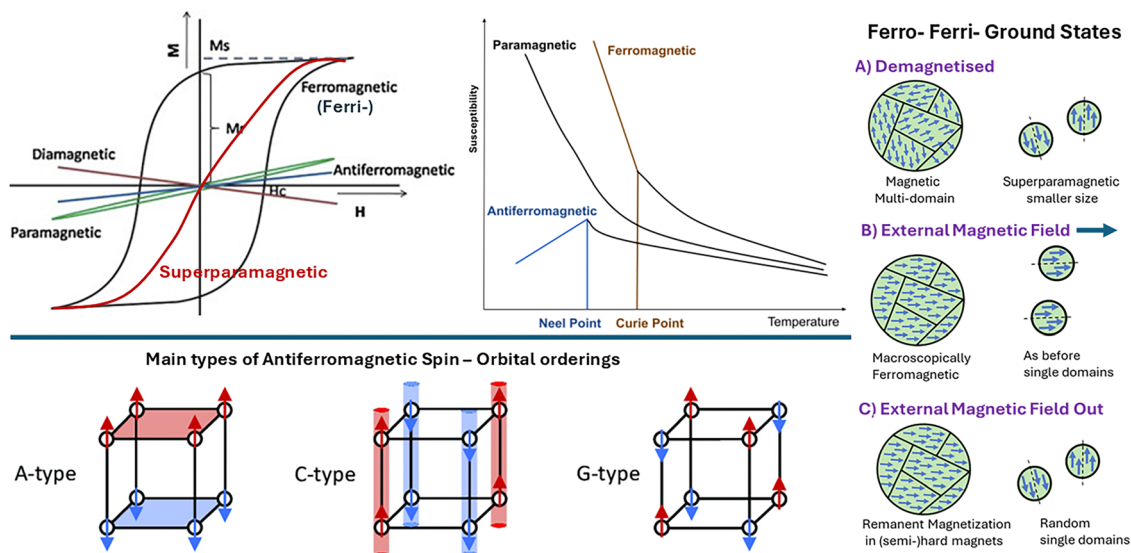 M
Ms
Ferromagnetic
(Ferri-)
Mr
Diamagnetic
Antiferromagnetic
Hc
H
Paramagnetic
Superparamagnetic
Susceptibility
Paramagnetic
Ferromagnetic
Antiferromagnetic
Neel Point
Curie Point
Temperature
Ferro- Ferri- Ground States
A) Demagnetised
Magnetic
Multi-domain
Superparamagnetic
smaller size
B) External Magnetic Field
Macroscopically
Ferromagnetic
As before
single domains
C) External Magnetic Field Out
Remanent Magnetization
in (semi-)hard magnets
Random
single domains
Main types of Antiferromagnetic Spin – Orbital orderings
A-type
C-type
G-type